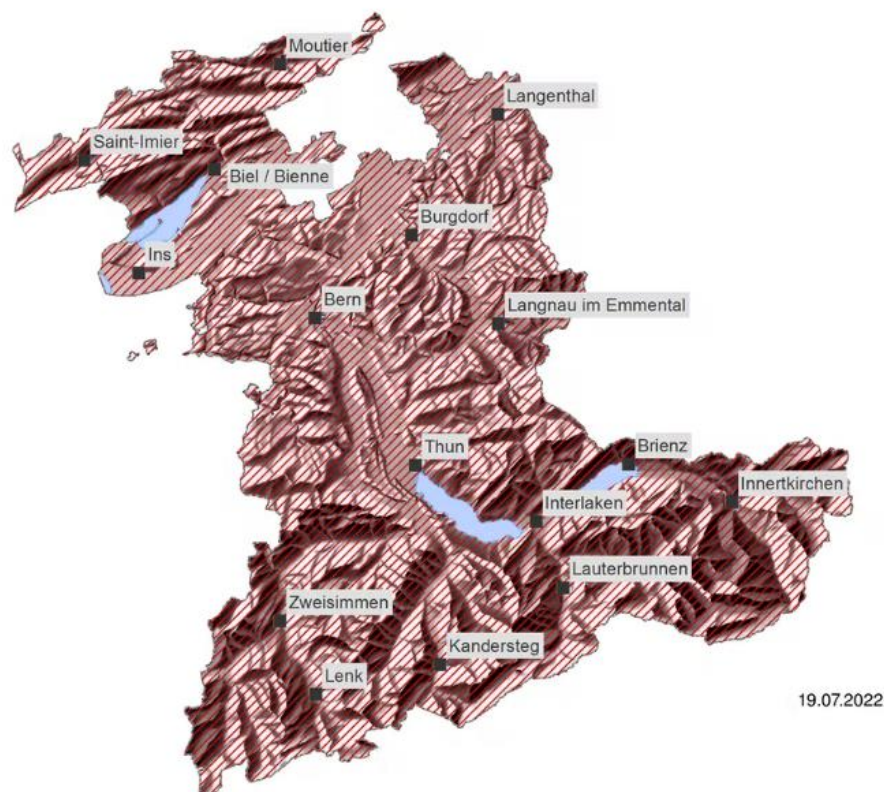 Moutier
Langenthal
Saint-Imier
Biel / Bienne
Burgdorf
Ins
Bern
Langnau im Emmental
Thun
Brienz
Innertkirchen
Interlaken
Lauterbrunnen
Zweisimmen
Kandersteg
Lenk
19.07.2022